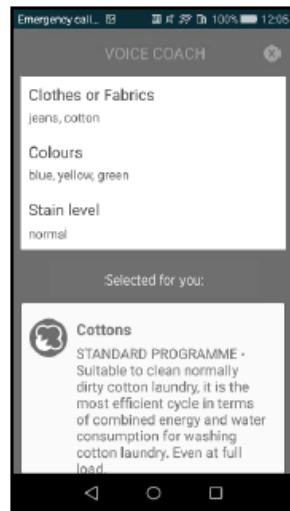 Emergency call... 100% 12:05
VOICE COACH
Clothes or Fabrics
jeans, cotton
Colours
blue, yellow, green
Stain level
normal
Selected for you:
Cottons
STANDARD PROGRAMME -
Suitable to clean normally
dirty cotton laundry, it is the
most efficient cycle in terms
of combined energy and water
consumption for washing
cotton laundry. Even at full
load.